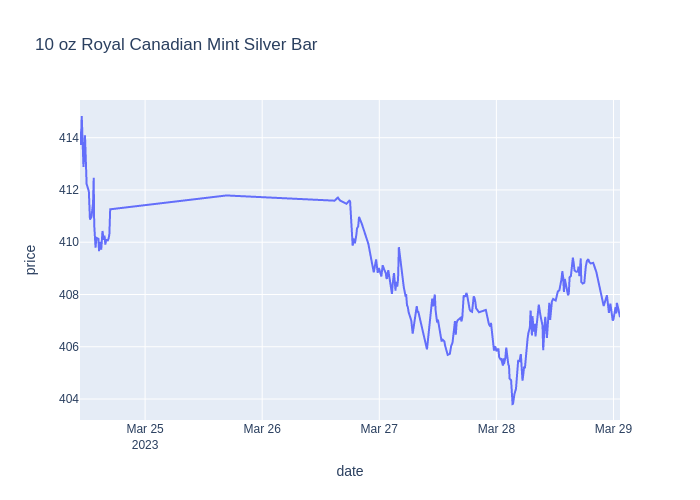 10 oz Royal Canadian Mint Silver Bar
414
412
410
408
406
404
price
Mar 25
2023
Mar 26
Mar 27
Mar 28
Mar 29
date